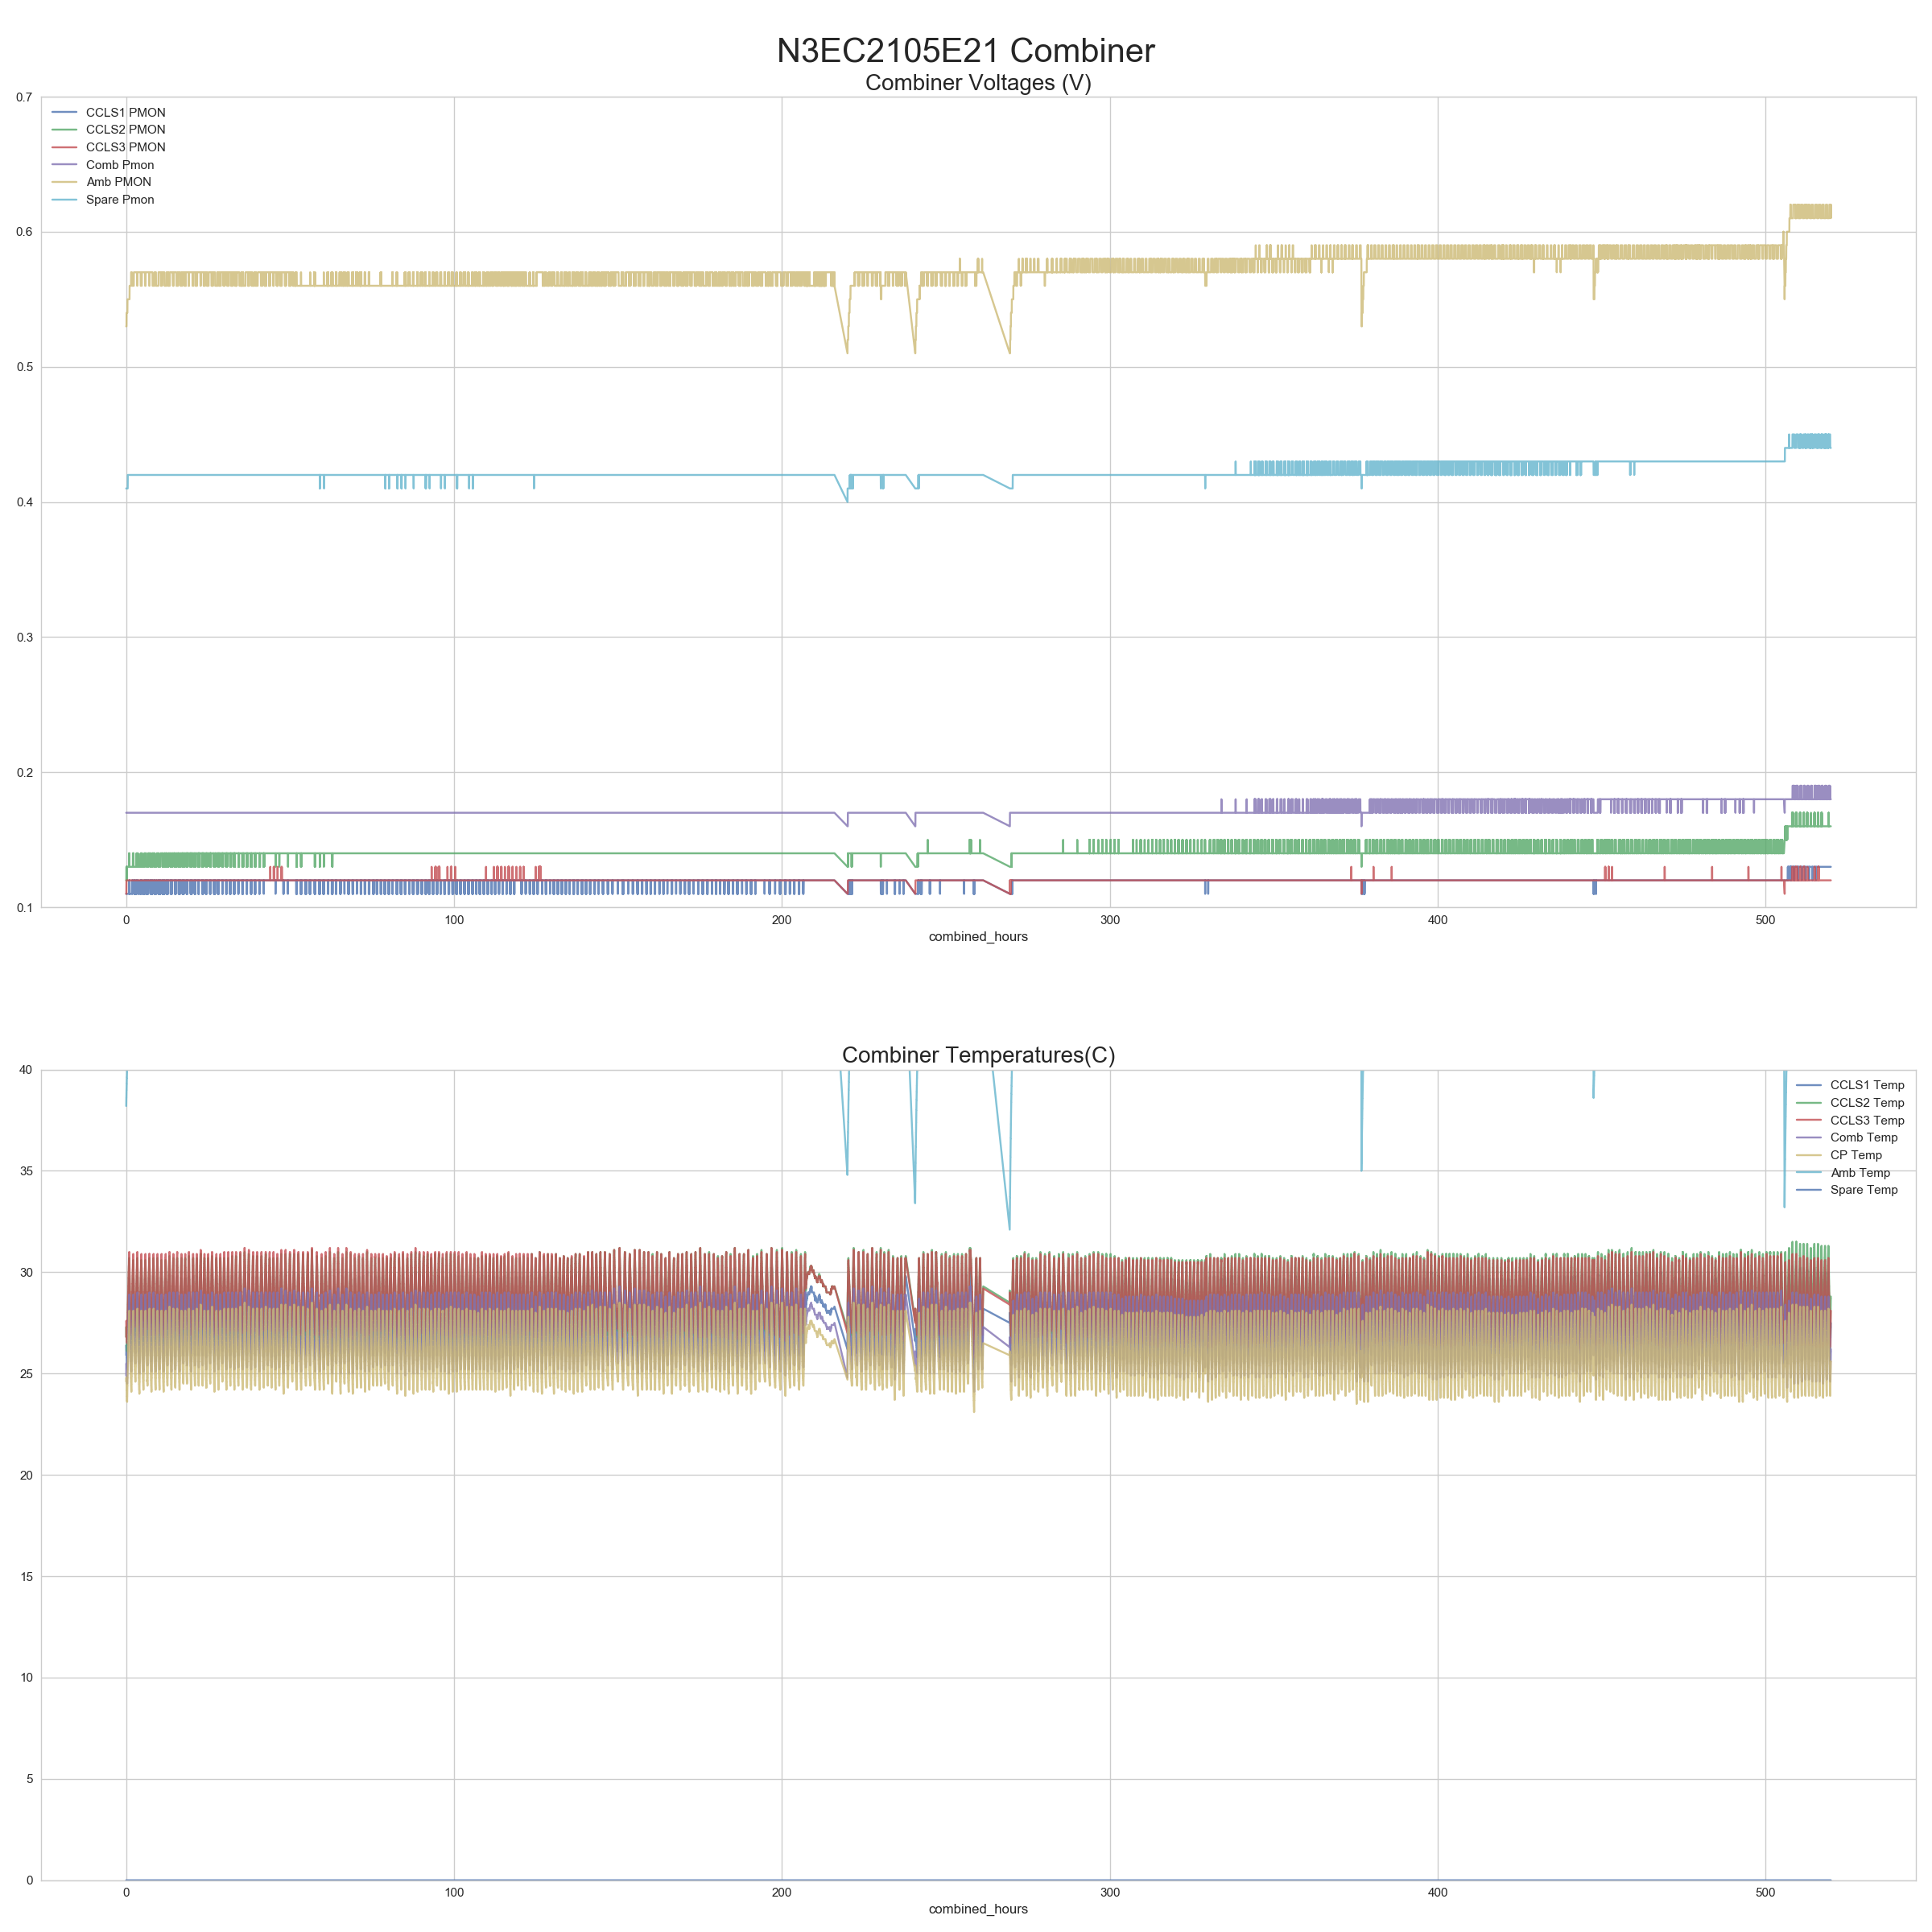 N3EC2105E21 Combiner
Combiner Voltages (V)
0.7
0.6
0.5
0.4
0.3
0.2
0.1
CCLS1 PMON
CCLS2 PMON
CCLS3 PMON
Comb Pmon
Amb PMON
Spare Pmon
0 100 200 300 400 500
combined_hours
Combiner Temperatures(C)
40
35
30
25
20
15
10
5
0
CCLS1 Temp
CCLS2 Temp
CCLS3 Temp
Comb Temp
CP Temp
Amb Temp
Spare Temp
0 100 200 300 400 500
combined_hours